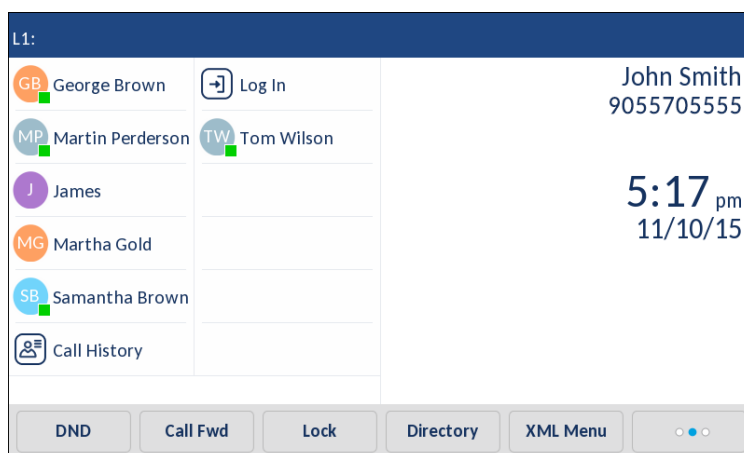 L1:
GB George Brown
Log In
MP Martin Perderson
TW Tom Wilson
J James
MG Martha Gold
SB Samantha Brown
Call History
John Smith
9055705555
5:17 pm
11/10/15
DND Call Fwd Lock Directory XML Menu